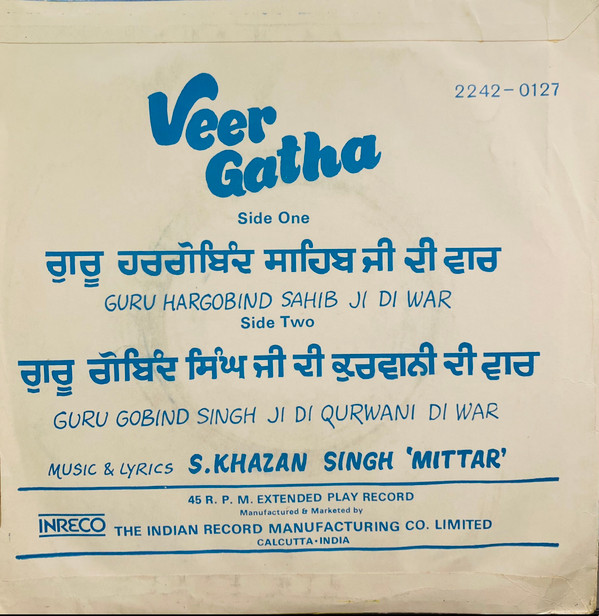 2242-0127
Veer
Gatha
Side One
ਗੁਰੂ ਹਰਗੋਬਿੰਦ ਸਾਹਿਬ ਜੀ ਦੀ ਵਾਰ
GURU HARGOBIND SAHIB JI DI WAR
Side Two
ਗੁਰੂ ਗੋਬਿੰਦ ਸਿੰਘ ਜੀ ਦੀ ਕੁਰਵਾਨੀ ਦੀ ਵਾਰ
GURU GOBIND SINGH JI DI QURWANI DI WAR
MUSIC & LYRICS S.KHAZAN SINGH 'MITTAR'
45 R. P. M. EXTENDED PLAY RECORD
Manufactured & Marketed by
INRECO THE INDIAN RECORD MANUFACTURING CO. LIMITED
CALCUTTA·INDIA